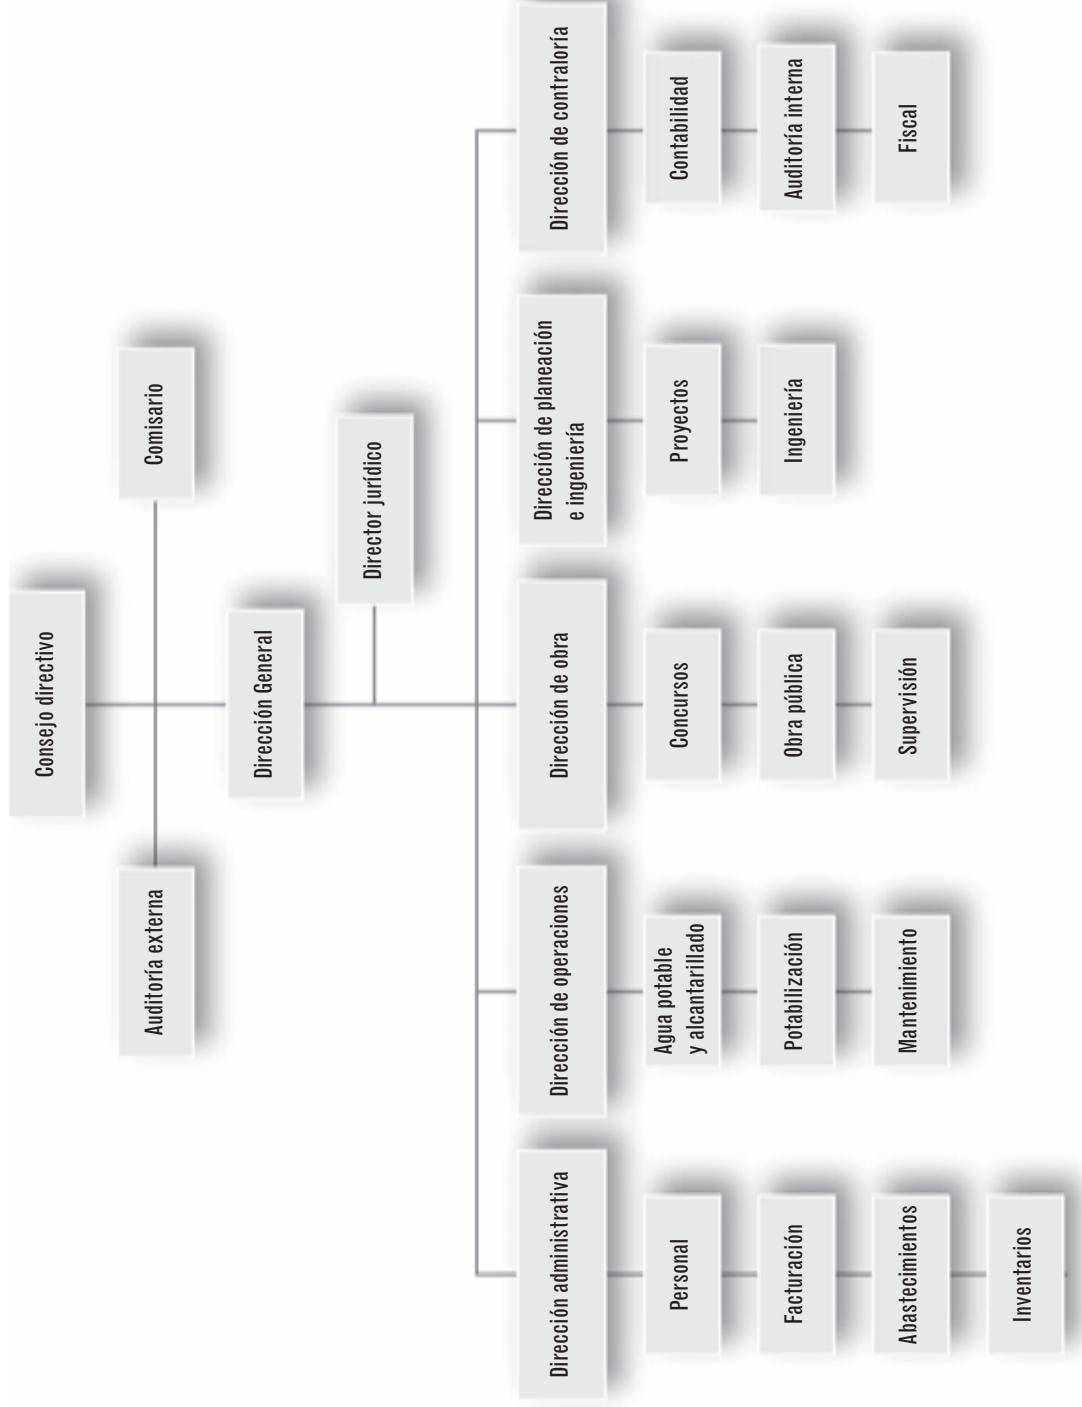 Consejo directivo
Auditoría externa
Comisario
Dirección General
Director jurídico
Dirección administrativa
Dirección de operaciones
Dirección de obra
Dirección de planeación
e ingeniería
Dirección de contraloría
Personal
Agua potable
y alcantarillado
Concursos
Proyectos
Contabilidad
Facturación
Potabilización
Obra pública
Ingeniería
Auditoría interna
Abastecimientos
Mantenimiento
Supervisión
Fiscal
Inventarios